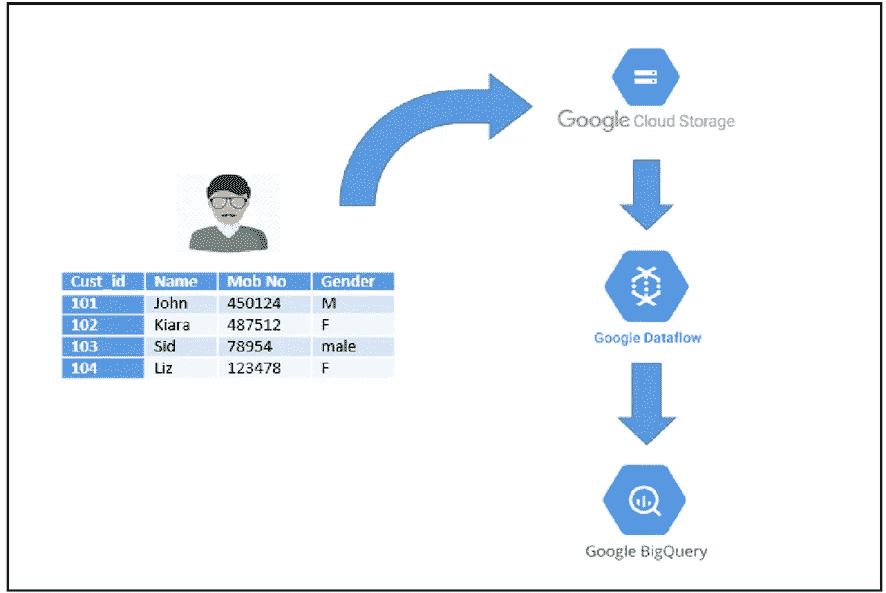 Google Cloud Storage
Cust_id Name Mob No Gender
101 John 450124 M
102 Kiara 487512 F
103 Sid 78954 male
104 Liz 123478 F
Google Dataflow
Google BigQuery